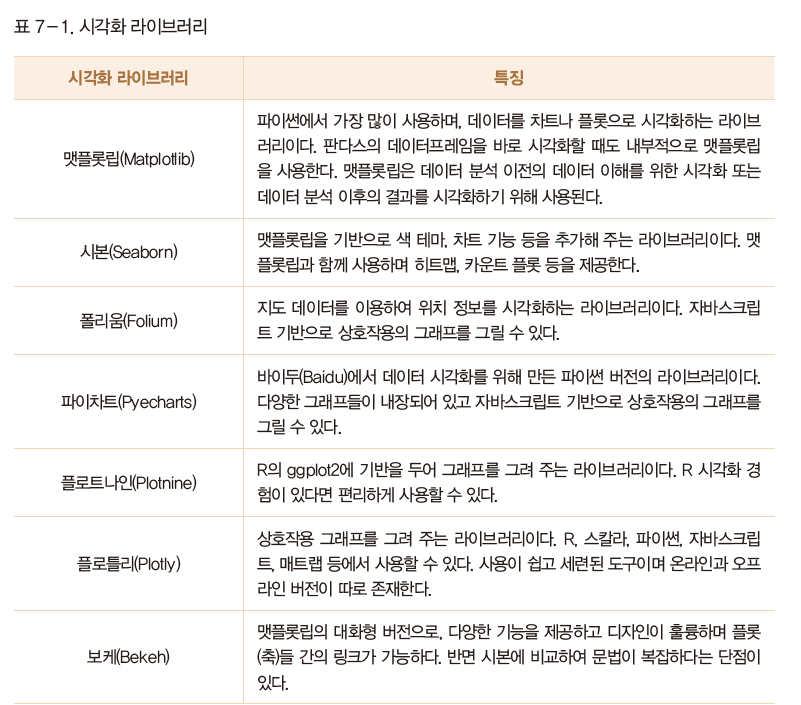 표 7-1. 시각화 라이브러리
시각화 라이브러리
특징
맷플롯립(Matplotlib)
파이썬에서 가장 많이 사용하며, 데이터를 차트나 플롯으로 시각화하는 라이브
러리이다. 판다스의 데이터프레임을 바로 시각화할 때도 내부적으로 맷플롯립
을 사용한다. 맷플롯립은 데이터 분석 이전의 데이터 이해를 위한 시각화 또는
데이터 분석 이후의 결과를 시각화하기 위해 사용된다.
시본(Seaborn)
맷플롯립을 기반으로 색 테마, 차트 기능 등을 추가해 주는 라이브러리이다. 맷
플롯립과 함께 사용하며 히트맵, 카운트 플롯 등을 제공한다.
폴리움(Folium)
지도 데이터를 이용하여 위치 정보를 시각화하는 라이브러리이다. 자바스크립
트 기반으로 상호작용의 그래프를 그릴 수 있다.
파이차트(Pyecharts)
바이두(Baidu)에서 데이터 시각화를 위해 만든 파이썬 버전의 라이브러리이다.
다양한 그래프들이 내장되어 있고 자바스크립트 기반으로 상호작용의 그래프를
그릴 수 있다.
플로트나인(Plotnine)
R의 ggplot2에 기반을 두어 그래프를 그려 주는 라이브러리이다. R 시각화 경
험이 있다면 편리하게 사용할 수 있다.
플로틀리(Plotly)
상호작용 그래프를 그려 주는 라이브러리이다. R, 스칼라, 파이썬, 자바스크립
트, 매트랩 등에서 사용할 수 있다. 사용이 쉽고 세련된 도구이며 온라인과 오프
라인 버전이 따로 존재한다.
보케(Bekeh)
맷플롯립의 대화형 버전으로, 다양한 기능을 제공하고 디자인이 훌륭하며 플롯
(축)들 간의 링크가 가능하다. 반면 시본에 비교하여 문법이 복잡하다는 단점이
있다.